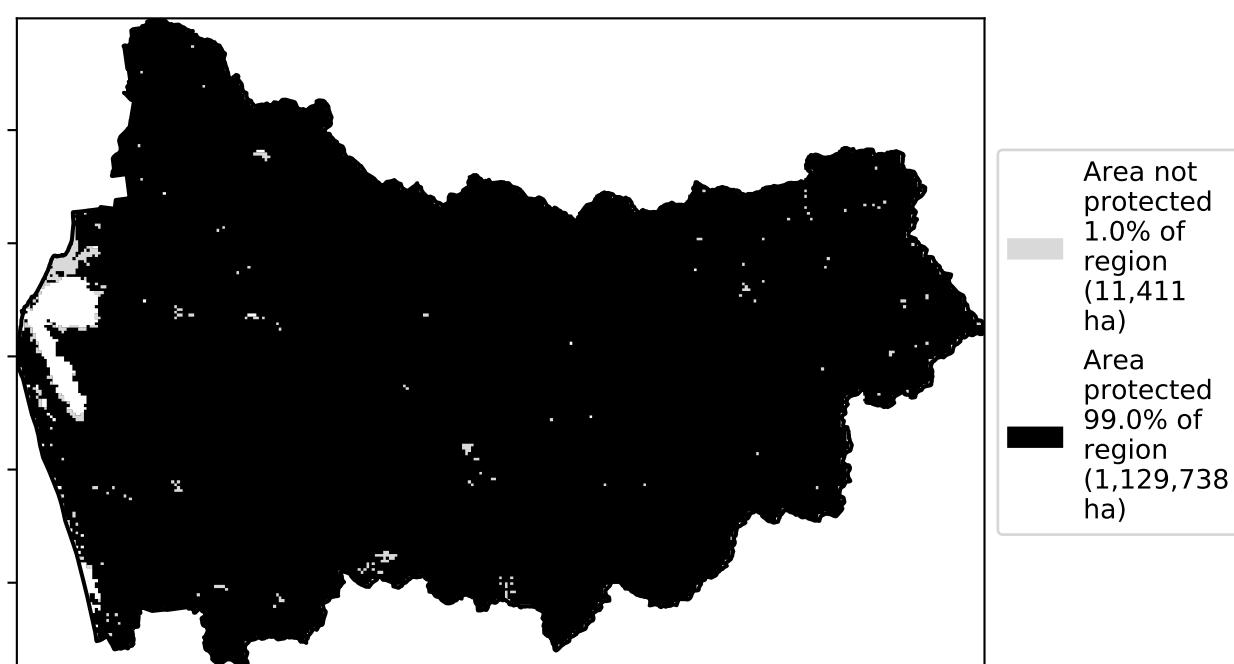 Area not
protected
1.0% of
region
(11,411
ha)
Area
protected
99.0% of
region
(1,129,738
ha)